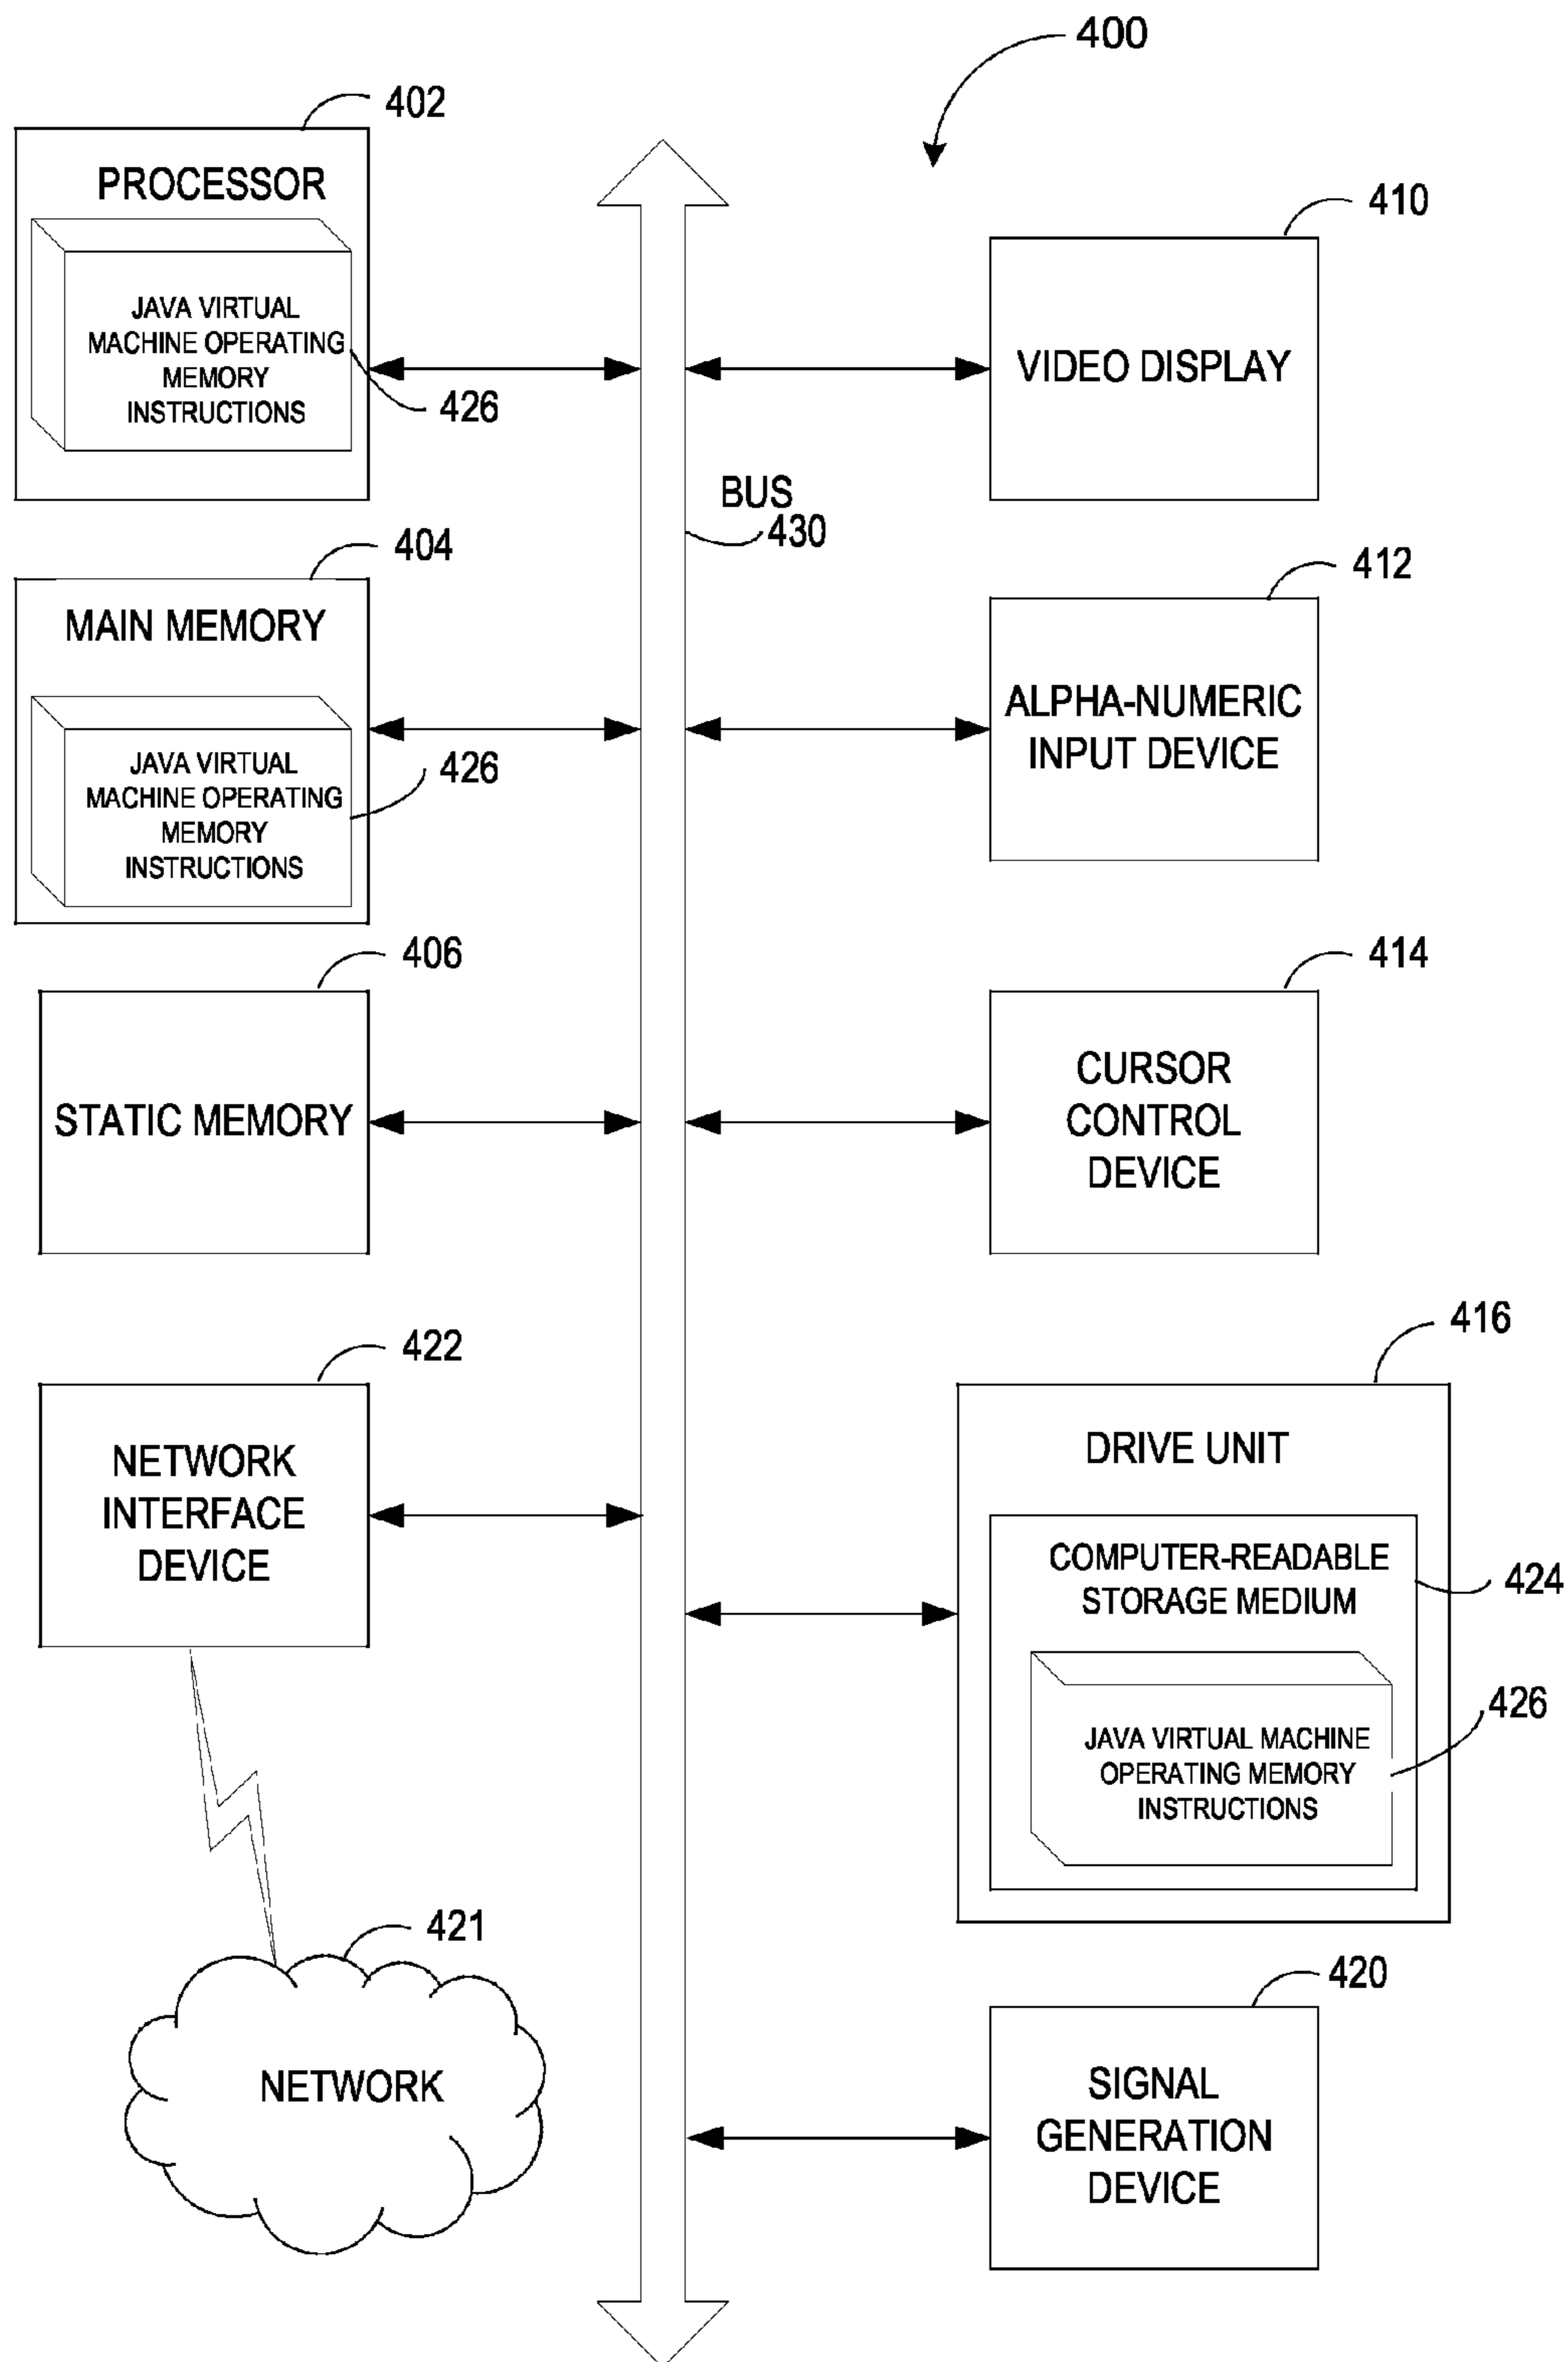 400
402
PROCESSOR
JAVA VIRTUAL
MACHINE OPERATING
MEMORY
INSTRUCTIONS
426
404
MAIN MEMORY
JAVA VIRTUAL
MACHINE OPERATING
MEMORY
INSTRUCTIONS
426
406
STATIC MEMORY
422
NETWORK
INTERFACE
DEVICE
421
NETWORK
BUS
430
410
VIDEO DISPLAY
412
ALPHA-NUMERIC
INPUT DEVICE
414
CURSOR
CONTROL
DEVICE
416
DRIVE UNIT
COMPUTER-READABLE
STORAGE MEDIUM
424
JAVA VIRTUAL MACHINE
OPERATING MEMORY
INSTRUCTIONS
426
420
SIGNAL
GENERATION
DEVICE